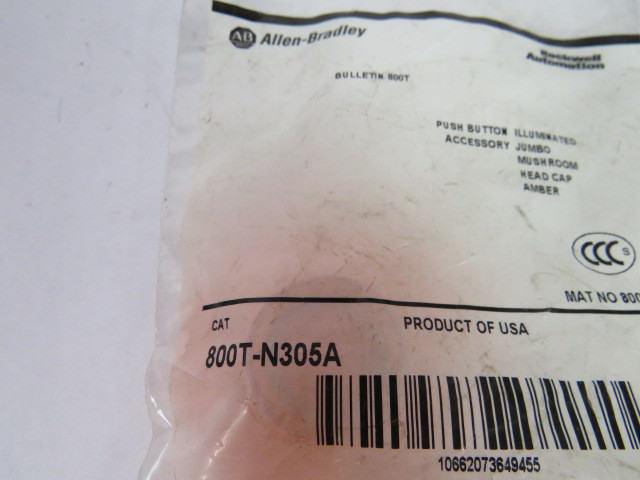 AB Allen-Bradley
Rockwell
Automation
BULLETIN 800T
PUSH BUTTON ILLUMINATED
ACCESSORY JUMBO
MUSHROOM
HEAD CAP
AMBER
CCC S
MAT NO 800
CAT
PRODUCT OF USA
800T-N305A
10662073649455